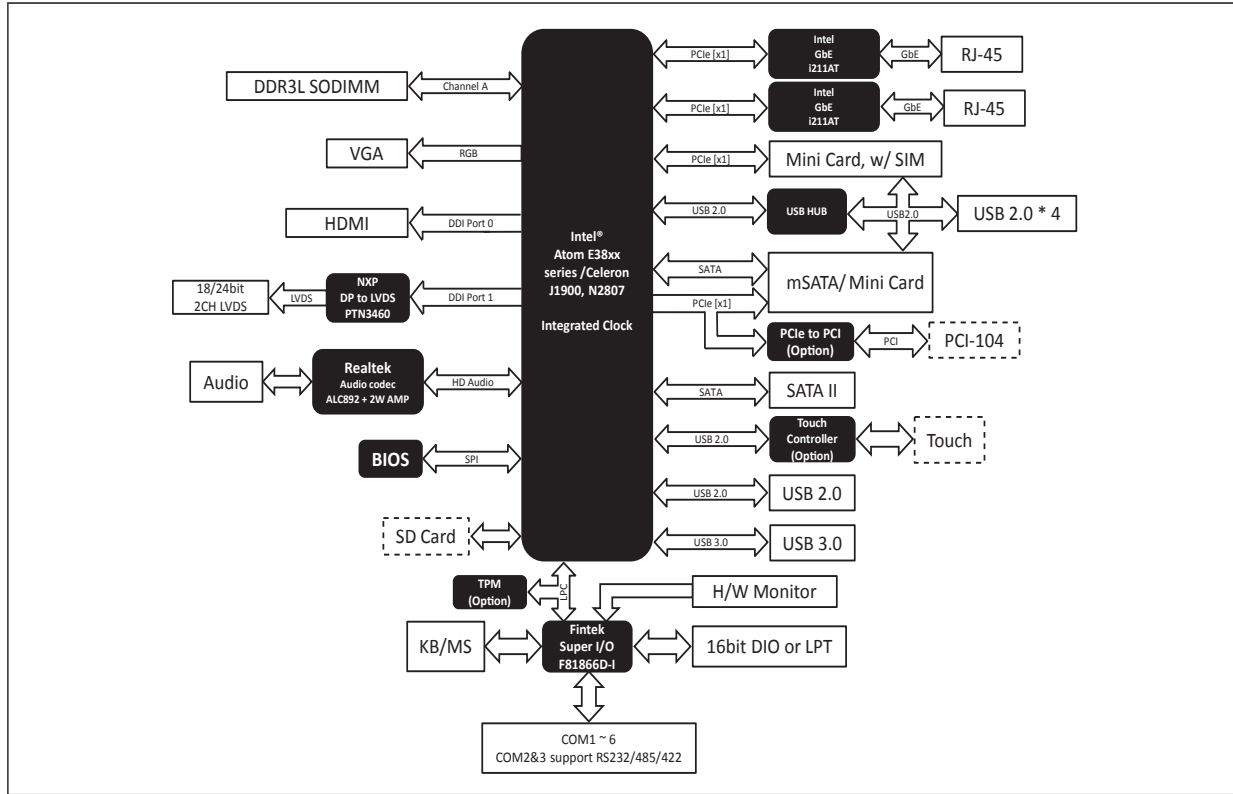 DDR3L SODIMM
Channel A
VGA
RGB
HDMI
DDI Port 0
18/24bit
2CH LVDS
LVDS
NXP
DP to LVDS
PTN3460
DDI Port 1
Audio
Realtek
Audio codec
ALC892 + 2W AMP
HD Audio
BIOS
SPI
SD Card
Intel®
Atom E38xx
series /Celeron
J1900, N2807
Integrated Clock
PCIe [x1]
Intel
GbE
i211AT
GbE
RJ-45
PCIe [x1]
Intel
GbE
i211AT
GbE
RJ-45
PCIe [x1]
Mini Card, w/ SIM
USB 2.0
USB HUB
USB2.0
USB 2.0 * 4
SATA
mSATA/ Mini Card
PCIe [x1]
PCIe to PCI
(Option)
PCI
PCI-104
SATA
SATA II
USB 2.0
Touch
Controller
(Option)
Touch
USB 2.0
USB 2.0
USB 3.0
USB 3.0
TPM
(Option)
LPC
H/W Monitor
KB/MS
Fintek
Super I/O
F81866D-I
16bit DIO or LPT
COM1 ~ 6
COM2&3 support RS232/485/422